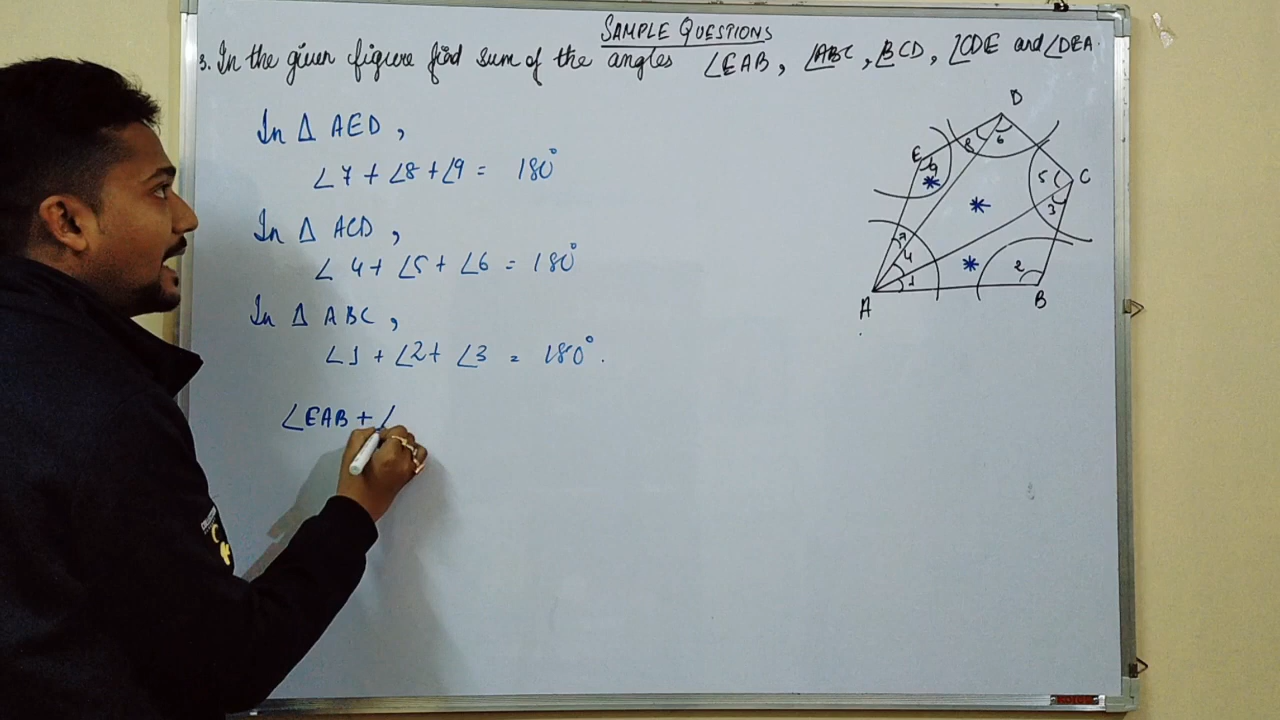 SAMPLE QUESTIONS
3. In the given figure find sum of the angles ∠EAB, ∠ABC, ∠BCD, ∠CDE and ∠DEA.
In Δ AED,
∠7 + ∠8 + ∠9 = 180°
In Δ ACD,
∠4 + ∠5 + ∠6 = 180°
In Δ ABC,
∠1 + ∠2 + ∠3 = 180°.
∠EAB + ∠
D
8 6
E
9
*
5 C
3
*
7
4
*
2
1
A
B